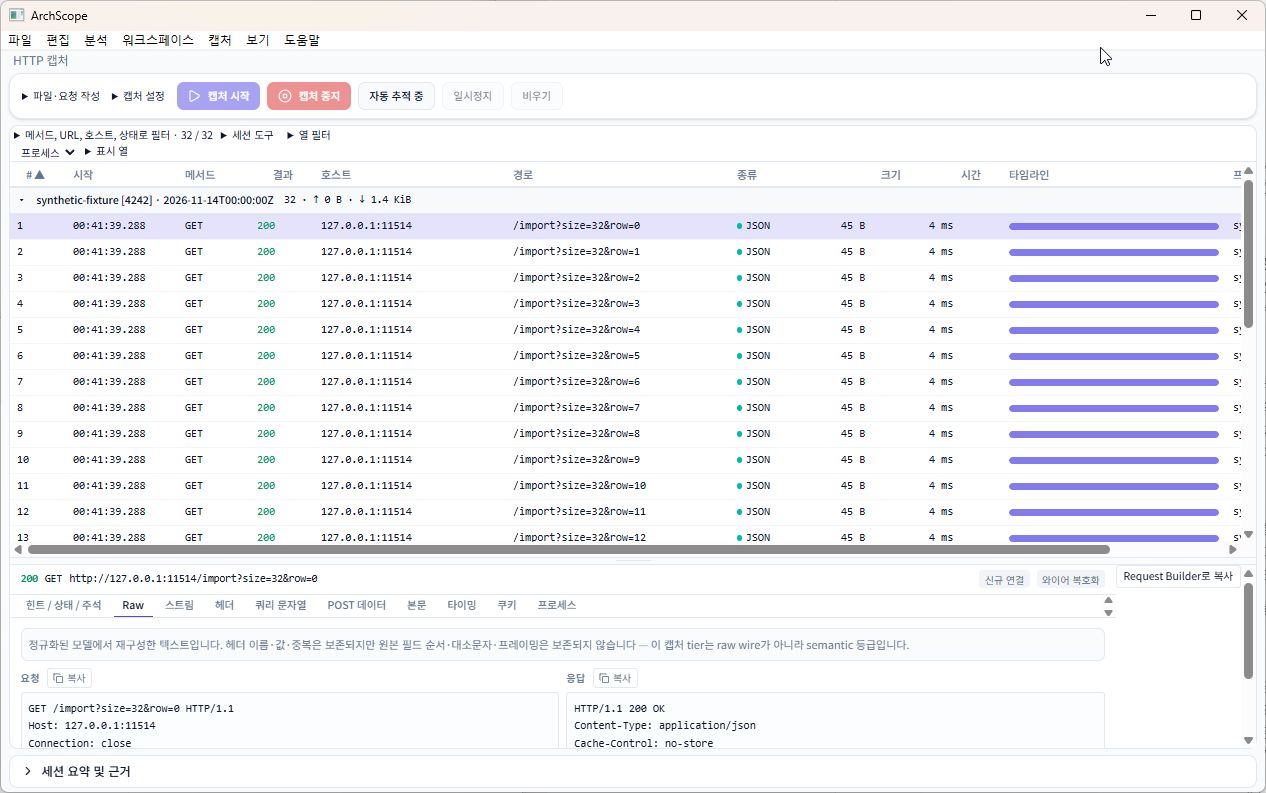 ArchScope
파일 편집 분석 워크스페이스 캡처 보기 도움말
HTTP 캡처
파일·요청 작성 캡처 설정 캡처 시작 캡처 중지 자동 추적 중 일시정지 비우기
메서드, URL, 호스트, 상태로 필터 · 32 / 32 세션 도구 열 필터
프로세스 표시 열
# 시작 메서드 결과 호스트 경로 종류 크기 시간 타임라인
synthetic-fixture [4242] · 2026-11-14T00:00:00Z 32 · ↑ 0 B · ↓ 1.4 KiB
1 00:41:39.288 GET 200 127.0.0.1:11514 /import?size=32&row=0 JSON 45 B 4 ms
2 00:41:39.288 GET 200 127.0.0.1:11514 /import?size=32&row=1 JSON 45 B 4 ms
3 00:41:39.288 GET 200 127.0.0.1:11514 /import?size=32&row=2 JSON 45 B 4 ms
4 00:41:39.288 GET 200 127.0.0.1:11514 /import?size=32&row=3 JSON 45 B 4 ms
5 00:41:39.288 GET 200 127.0.0.1:11514 /import?size=32&row=4 JSON 45 B 4 ms
6 00:41:39.288 GET 200 127.0.0.1:11514 /import?size=32&row=5 JSON 45 B 4 ms
7 00:41:39.288 GET 200 127.0.0.1:11514 /import?size=32&row=6 JSON 45 B 4 ms
8 00:41:39.288 GET 200 127.0.0.1:11514 /import?size=32&row=7 JSON 45 B 4 ms
9 00:41:39.288 GET 200 127.0.0.1:11514 /import?size=32&row=8 JSON 45 B 4 ms
10 00:41:39.288 GET 200 127.0.0.1:11514 /import?size=32&row=9 JSON 45 B 4 ms
11 00:41:39.288 GET 200 127.0.0.1:11514 /import?size=32&row=10 JSON 45 B 4 ms
12 00:41:39.288 GET 200 127.0.0.1:11514 /import?size=32&row=11 JSON 45 B 4 ms
13 00:41:39.288 GET 200 127.0.0.1:11514 /import?size=32&row=12 JSON 45 B 4 ms
200 GET http://127.0.0.1:11514/import?size=32&row=0 신규 연결 와이어 복호화 Request Builder로 복사
힌트 / 상태 / 주석 Raw 스트림 헤더 쿼리 문자열 POST 데이터 본문 타이밍 쿠키 프로세스
정규화된 모델에서 재구성한 텍스트입니다. 헤더 이름·값·중복은 보존되지만 원본 필드 순서·대소문자·프레이밍은 보존되지 않습니다 — 이 캡처 tier는 raw wire가 아니라 semantic 등급입니다.
요청 복사 응답 복사
GET /import?size=32&row=0 HTTP/1.1 HTTP/1.1 200 OK
Host: 127.0.0.1:11514 Content-Type: application/json
Connection: close Cache-Control: no-store
세션 요약 및 근거